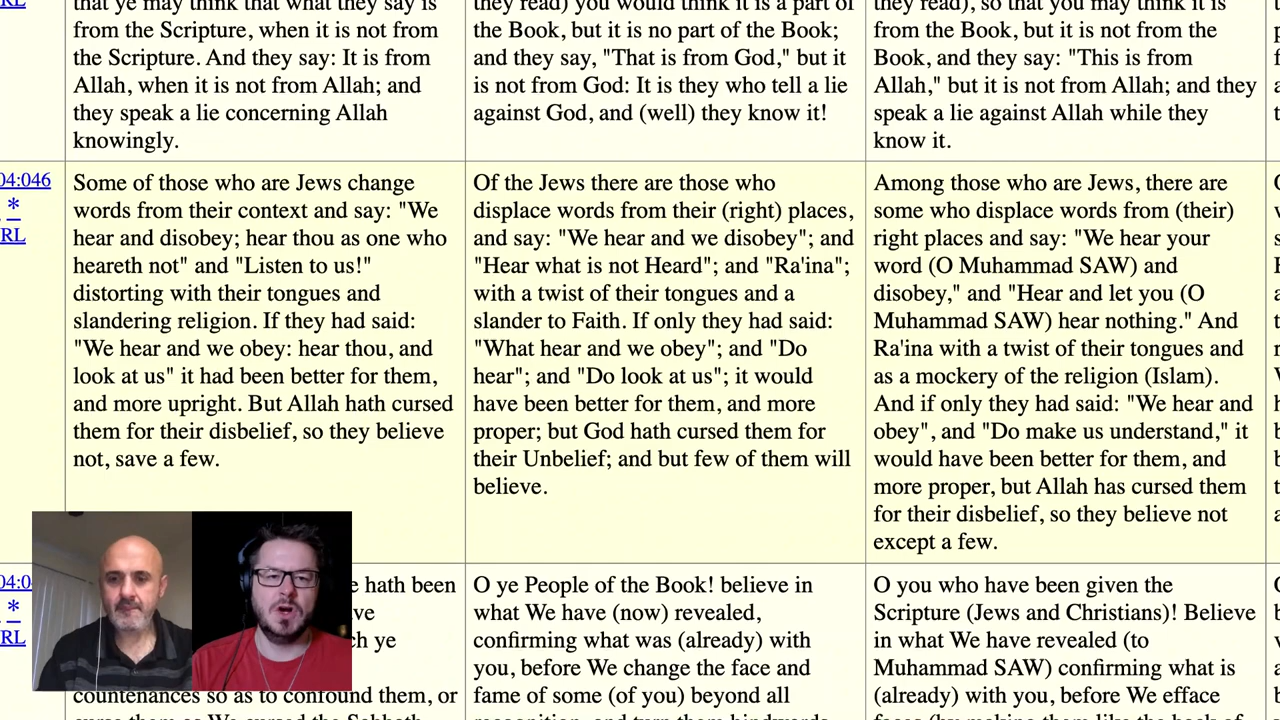 RL
that ye may think that what they say is
from the Scripture, when it is not from
the Scripture. And they say: It is from
Allah, when it is not from Allah; and
they speak a lie concerning Allah
knowingly.
they read) you would think it is a part of
the Book, but it is no part of the Book;
and they say, "That is from God," but it
is not from God: It is they who tell a lie
against God, and (well) they know it!
they read), so that you may think it is
from the Book, but it is not from the
Book, and they say: "This is from
Allah," but it is not from Allah; and they
speak a lie against Allah while they
know it.
04:046
*
RL
Some of those who are Jews change
words from their context and say: "We
hear and disobey; hear thou as one who
heareth not" and "Listen to us!"
distorting with their tongues and
slandering religion. If they had said:
"We hear and we obey: hear thou, and
look at us" it had been better for them,
and more upright. But Allah hath cursed
them for their disbelief, so they believe
not, save a few.
Of the Jews there are those who
displace words from their (right) places,
and say: "We hear and we disobey"; and
"Hear what is not Heard"; and "Ra'ina";
with a twist of their tongues and a
slander to Faith. If only they had said:
"What hear and we obey"; and "Do
hear"; and "Do look at us"; it would
have been better for them, and more
proper; but God hath cursed them for
their Unbelief; and but few of them will
believe.
Among those who are Jews, there are
some who displace words from (their)
right places and say: "We hear your
word (O Muhammad SAW) and
disobey," and "Hear and let you (O
Muhammad SAW) hear nothing." And
Ra'ina with a twist of their tongues and
as a mockery of the religion (Islam).
And if only they had said: "We hear and
obey", and "Do make us understand," it
would have been better for them, and
more proper, but Allah has cursed them
for their disbelief, so they believe not
except a few.
04:0
*
RL
e hath been
ve
ch ye
countenances so as to confound them, or
O ye People of the Book! believe in
what We have (now) revealed,
confirming what was (already) with
you, before We change the face and
fame of some (of you) beyond all
O you who have been given the
Scripture (Jews and Christians)! Believe
in what We have revealed (to
Muhammad SAW) confirming what is
(already) with you, before We efface